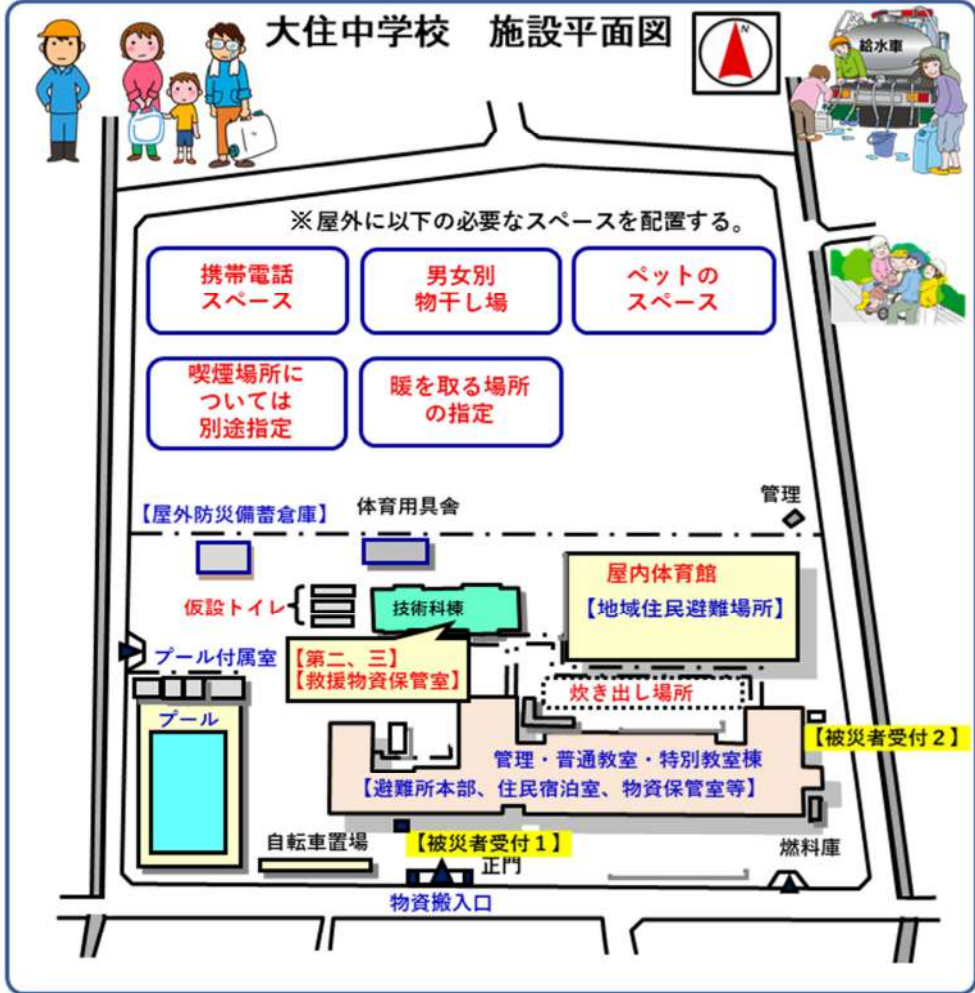 大住中学校　施設平面図
N
給水車
※屋外に以下の必要なスペースを配置する。
携帯電話
スペース
男女別
物干し場
ペットの
スペース
喫煙場所に
ついては
別途指定
暖を取る場所
の指定
【屋外防災備蓄倉庫】
体育用具舎
管理
仮設トイレ
技術科棟
屋内体育館
【地域住民避難場所】
プール付属室
【第二、三】
【救援物資保管室】
炊き出し場所
プール
管理・普通教室・特別教室棟
【避難所本部、住民宿泊室、物資保管室等】
【被災者受付２】
自転車置場
【被災者受付１】
正門
燃料庫
物資搬入口